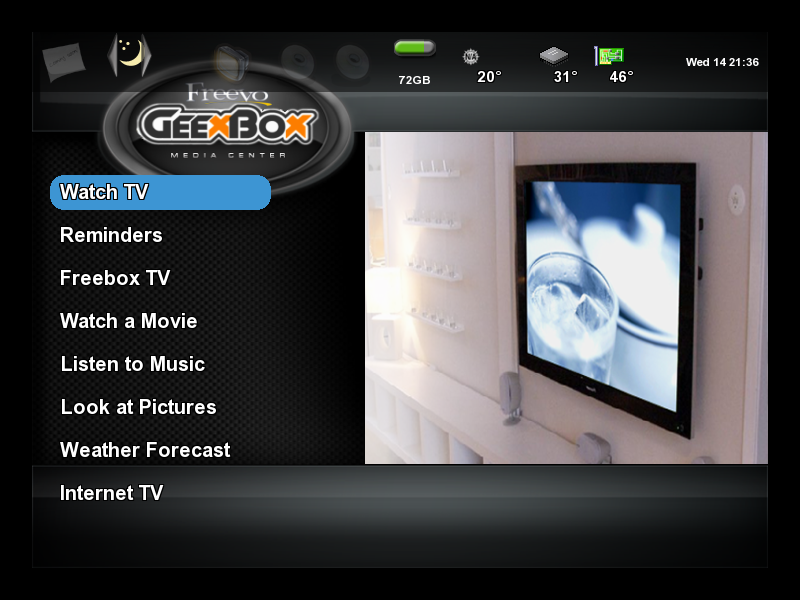 N/A
72GB
20°
31°
46°
Wed 14 21:36
Freevo
GEEXBOX
MEDIA CENTER
Watch TV
Reminders
Freebox TV
Watch a Movie
Listen to Music
Look at Pictures
Weather Forecast
Internet TV